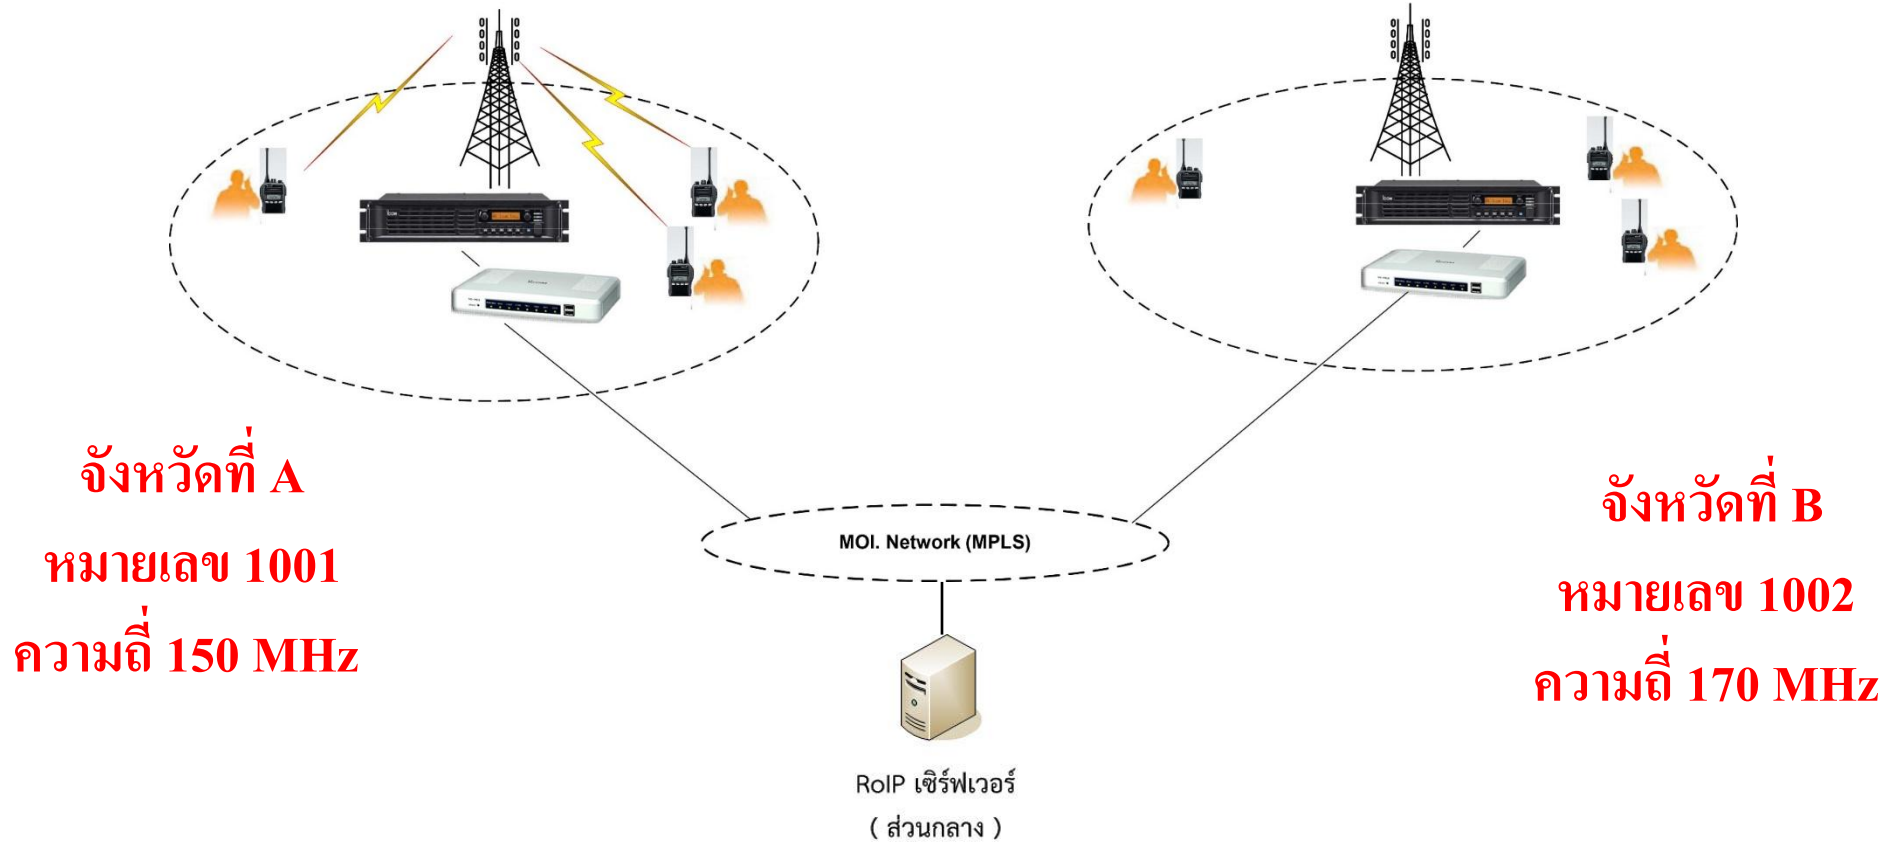 จังหวัดที่ A
หมายเลข 1001
ความถี่ 150 MHz
MOI. Network (MPLS)
จังหวัดที่ B
หมายเลข 1002
ความถี่ 170 MHz
RoIP เซิร์ฟเวอร์
( ส่วนกลาง )